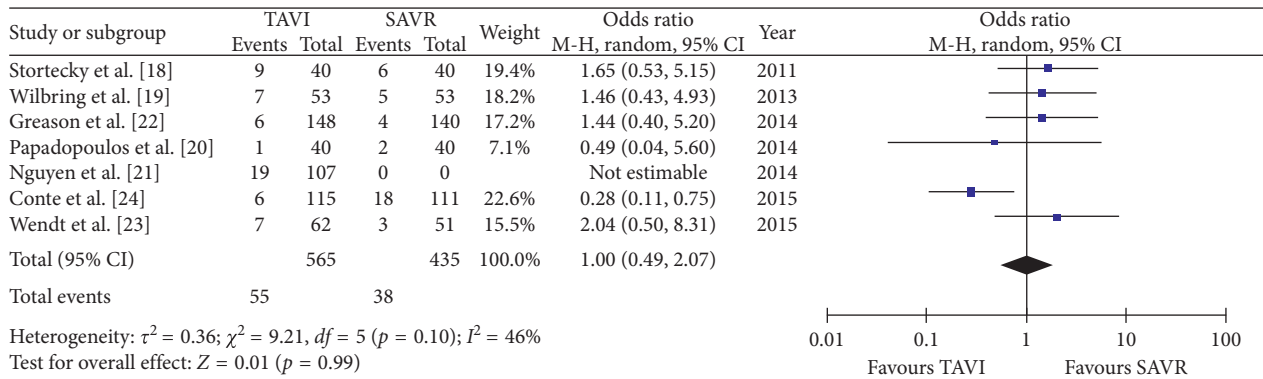 Study or subgroup TAVI SAVR Weight Odds ratio Year Odds ratio
Events Total Events Total M-H, random, 95% CI M-H, random, 95% CI
Stortecky et al. [18] 9 40 6 40 19.4% 1.65 (0.53, 5.15) 2011
Wilbring et al. [19] 7 53 5 53 18.2% 1.46 (0.43, 4.93) 2013
Greason et al. [22] 6 148 4 140 17.2% 1.44 (0.40, 5.20) 2014
Papadopoulos et al. [20] 1 40 2 40 7.1% 0.49 (0.04, 5.60) 2014
Nguyen et al. [21] 19 107 0 0 Not estimable 2014
Conte et al. [24] 6 115 18 111 22.6% 0.28 (0.11, 0.75) 2015
Wendt et al. [23] 7 62 3 51 15.5% 2.04 (0.50, 8.31) 2015
Total (95% CI) 565 435 100.0% 1.00 (0.49, 2.07)
Total events 55 38
Heterogeneity: τ² = 0.36; χ² = 9.21, df = 5 (p = 0.10); I² = 46%
Test for overall effect: Z = 0.01 (p = 0.99)
0.01 0.1 1 10 100
Favours TAVI Favours SAVR